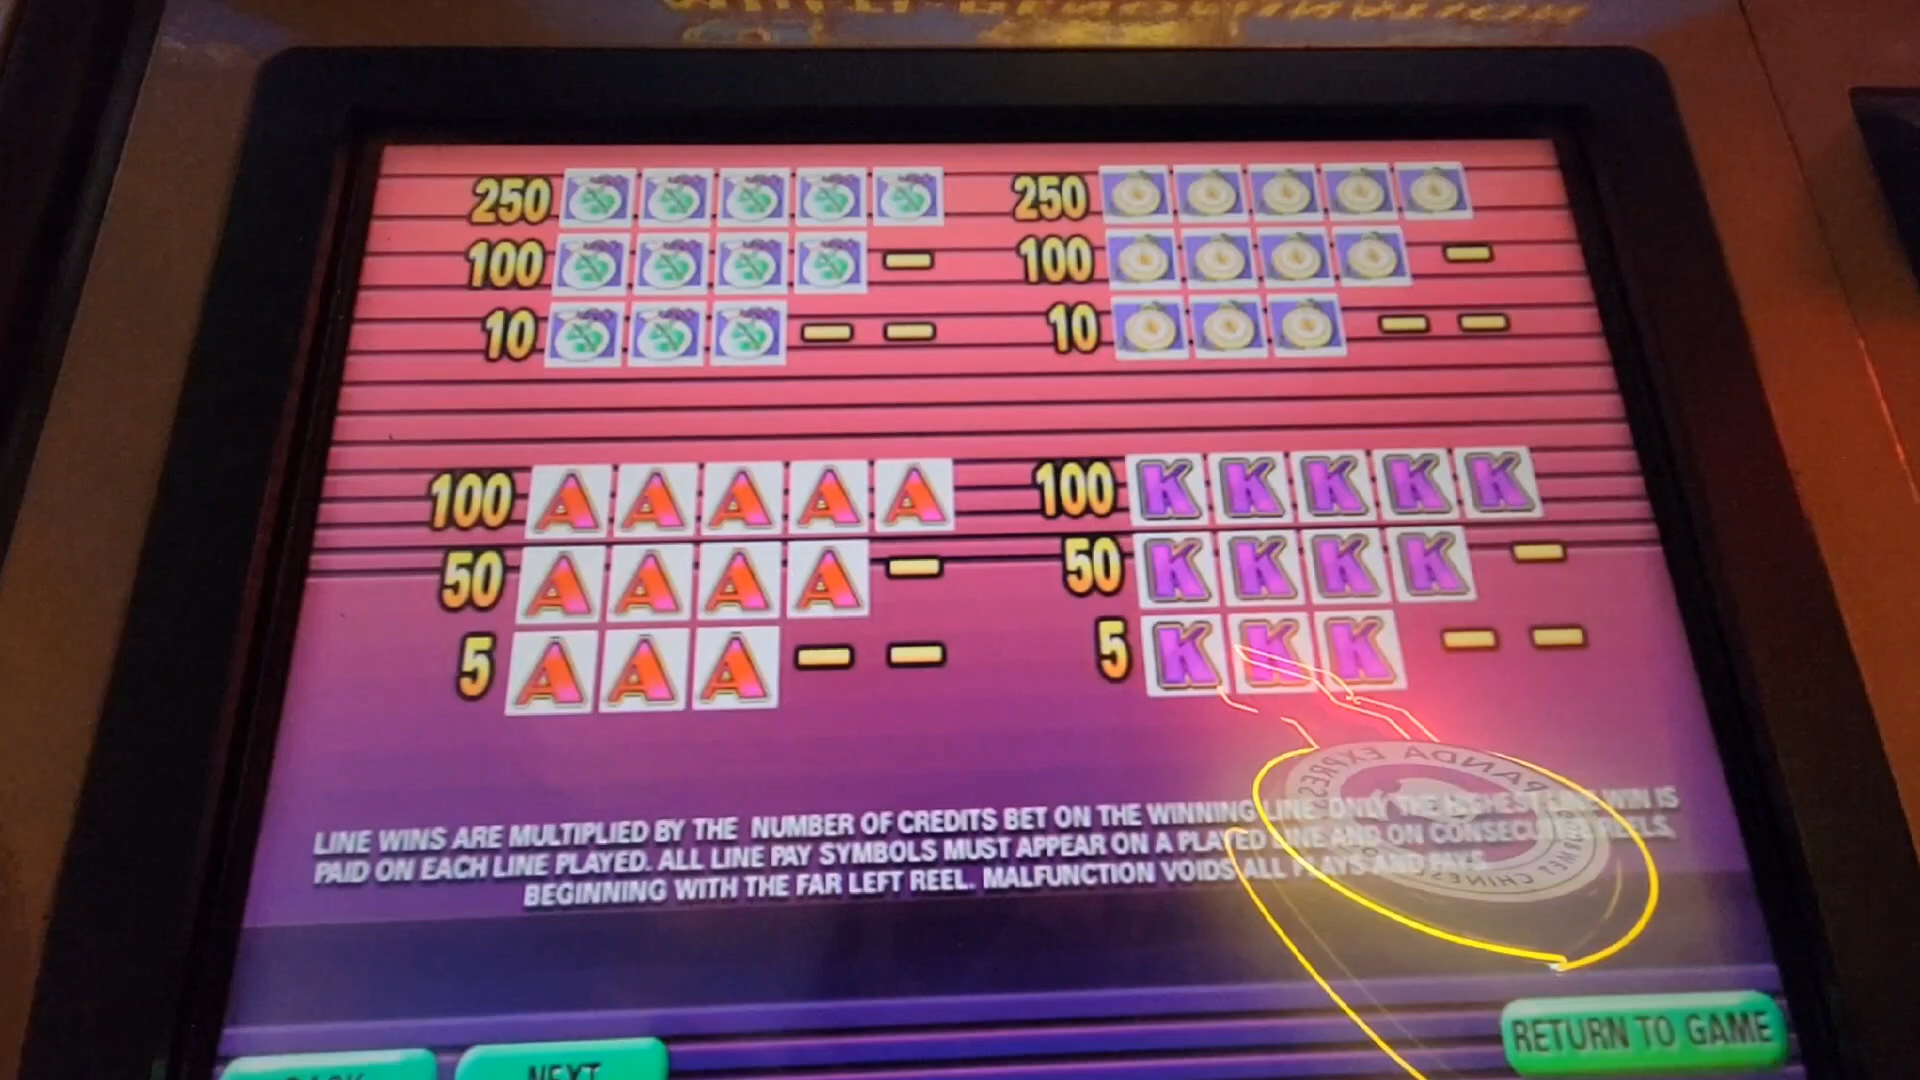 250 250
100 100
10 10
100 A A A A A 100 K K K K K
50 A A A A 50 K K K K
5 A A A 5 K K K
LINE WINS ARE MULTIPLIED BY THE NUMBER OF CREDITS BET ON THE WINNING LINE. ONLY THE HIGHEST LINE WIN IS
PAID ON EACH LINE PLAYED. ALL LINE PAY SYMBOLS MUST APPEAR ON A PLAYED LINE AND ON CONSECUTIVE REELS,
BEGINNING WITH THE FAR LEFT REEL. MALFUNCTION VOIDS ALL PLAYS AND PAYS.
PANDA EXPRESS
RETURN TO GAME
NEXT